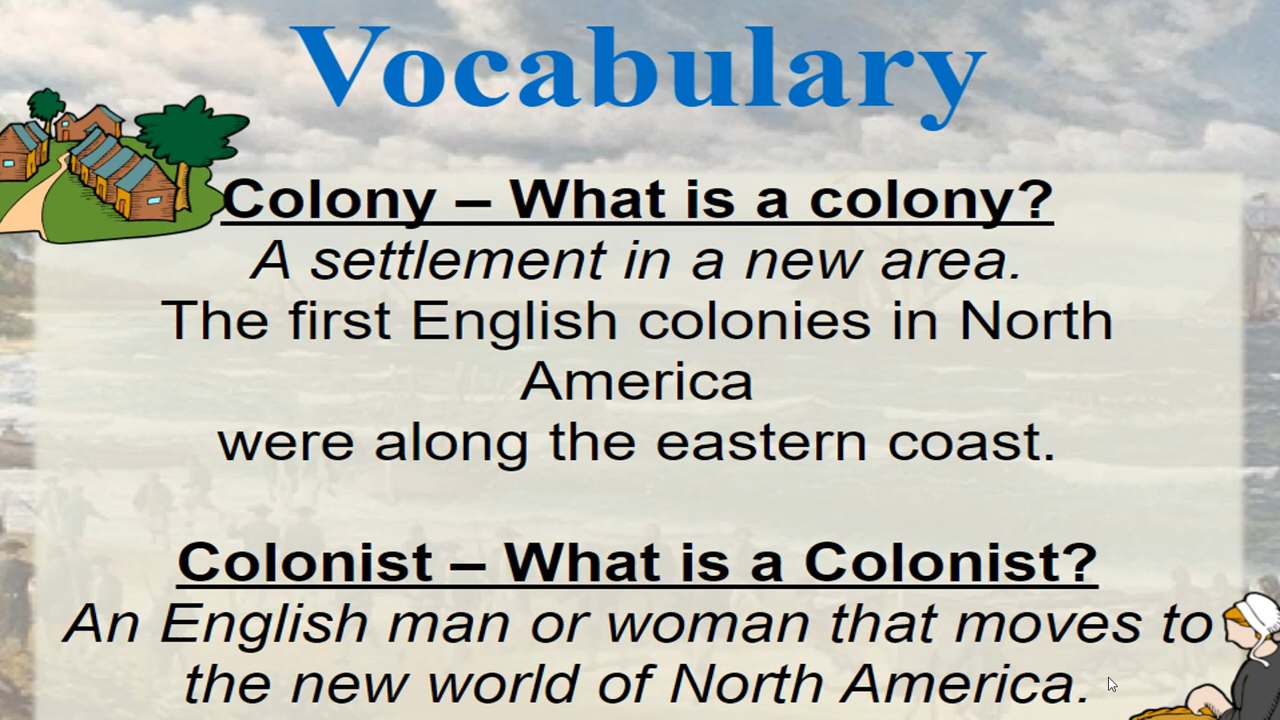 Vocabulary
Colony – What is a colony?
A settlement in a new area.
The first English colonies in North
America
were along the eastern coast.
Colonist – What is a Colonist?
An English man or woman that moves to
the new world of North America.